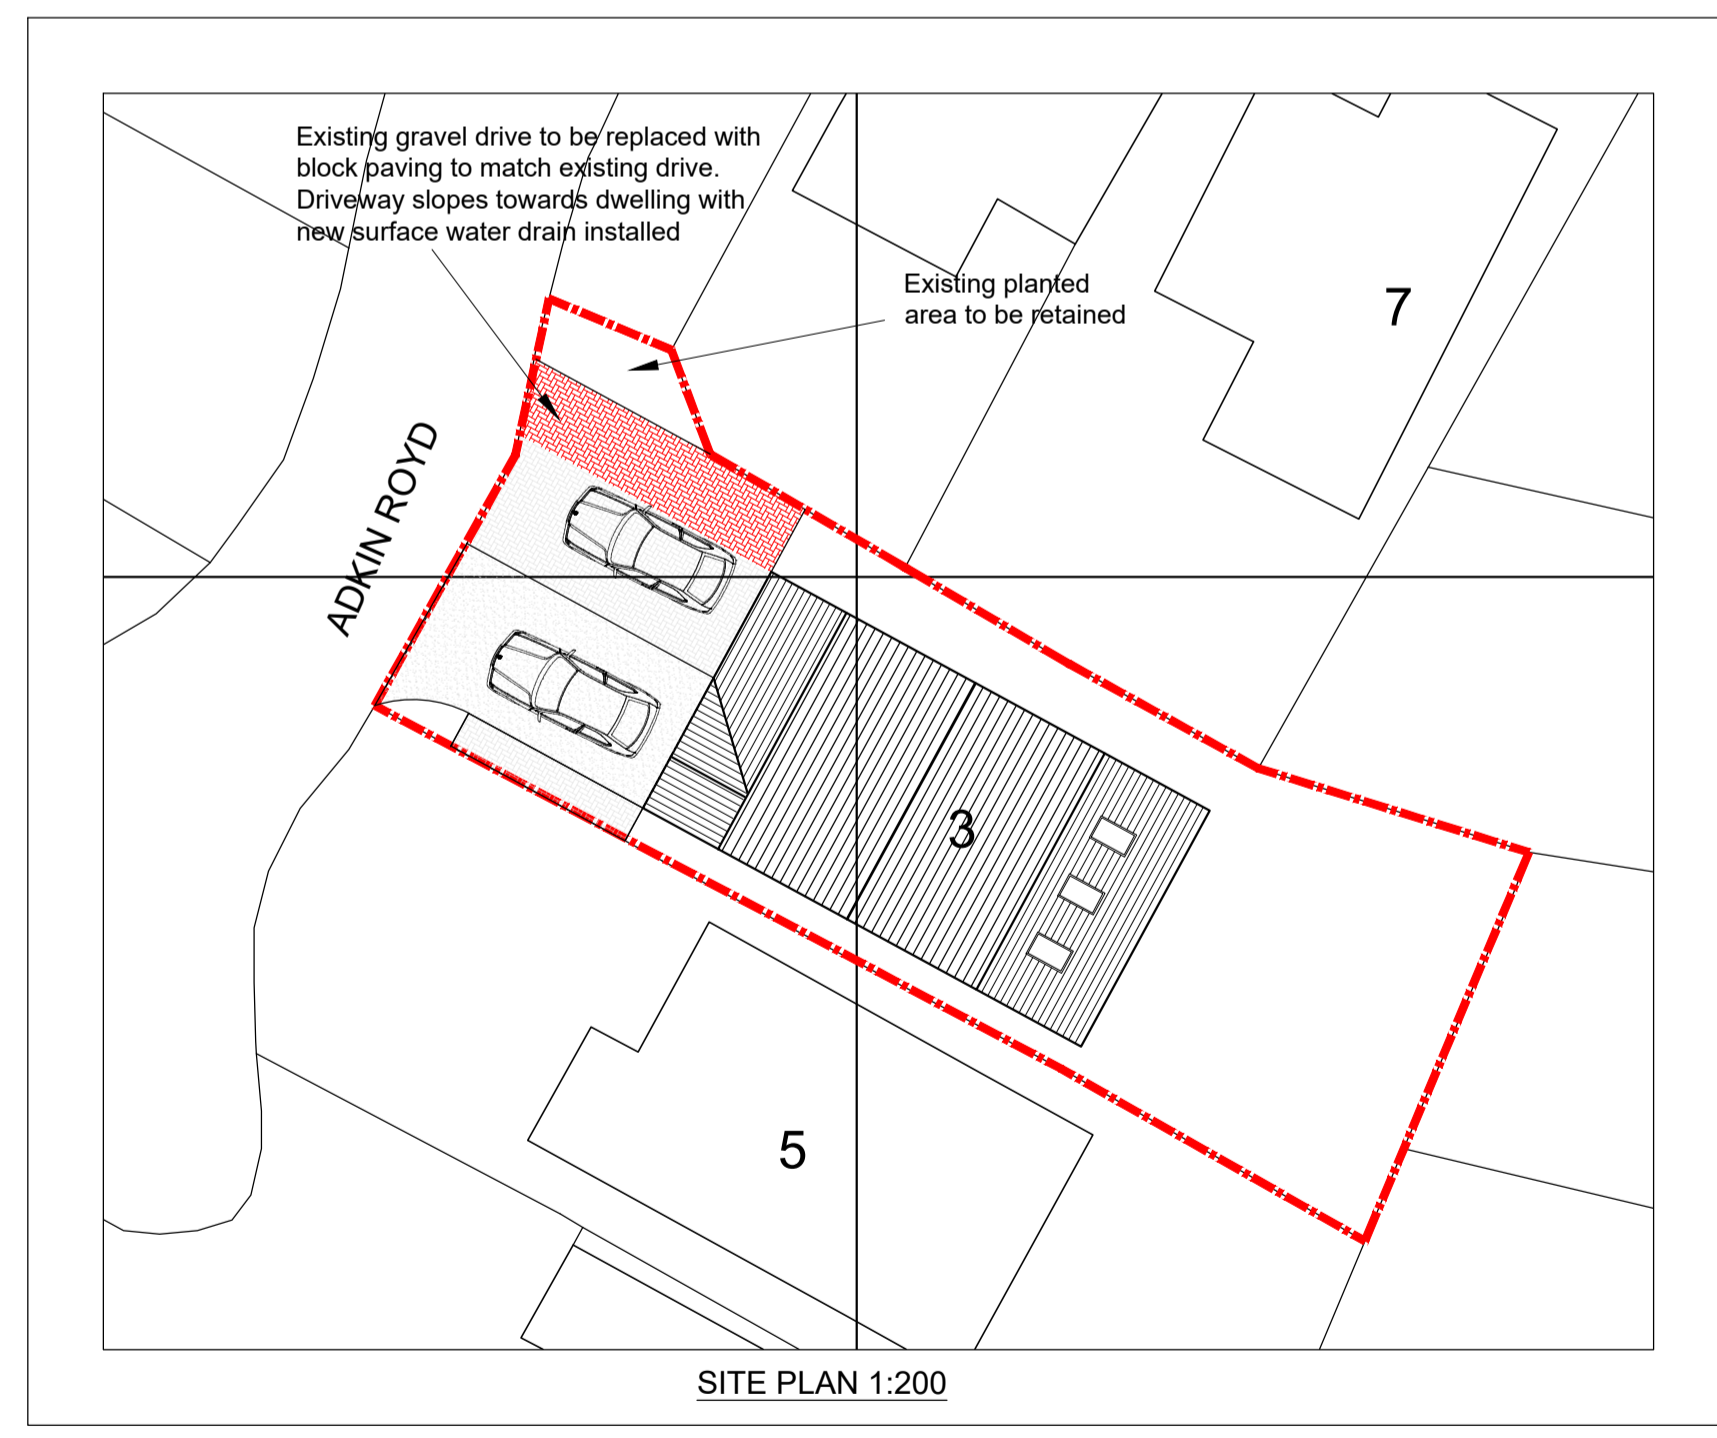 Existing gravel drive to be replaced with
block paving to match existing drive.
Driveway slopes towards dwelling with
new surface water drain installed
Existing planted
area to be retained
7
ADKIN ROYD
3
5
SITE PLAN 1:200